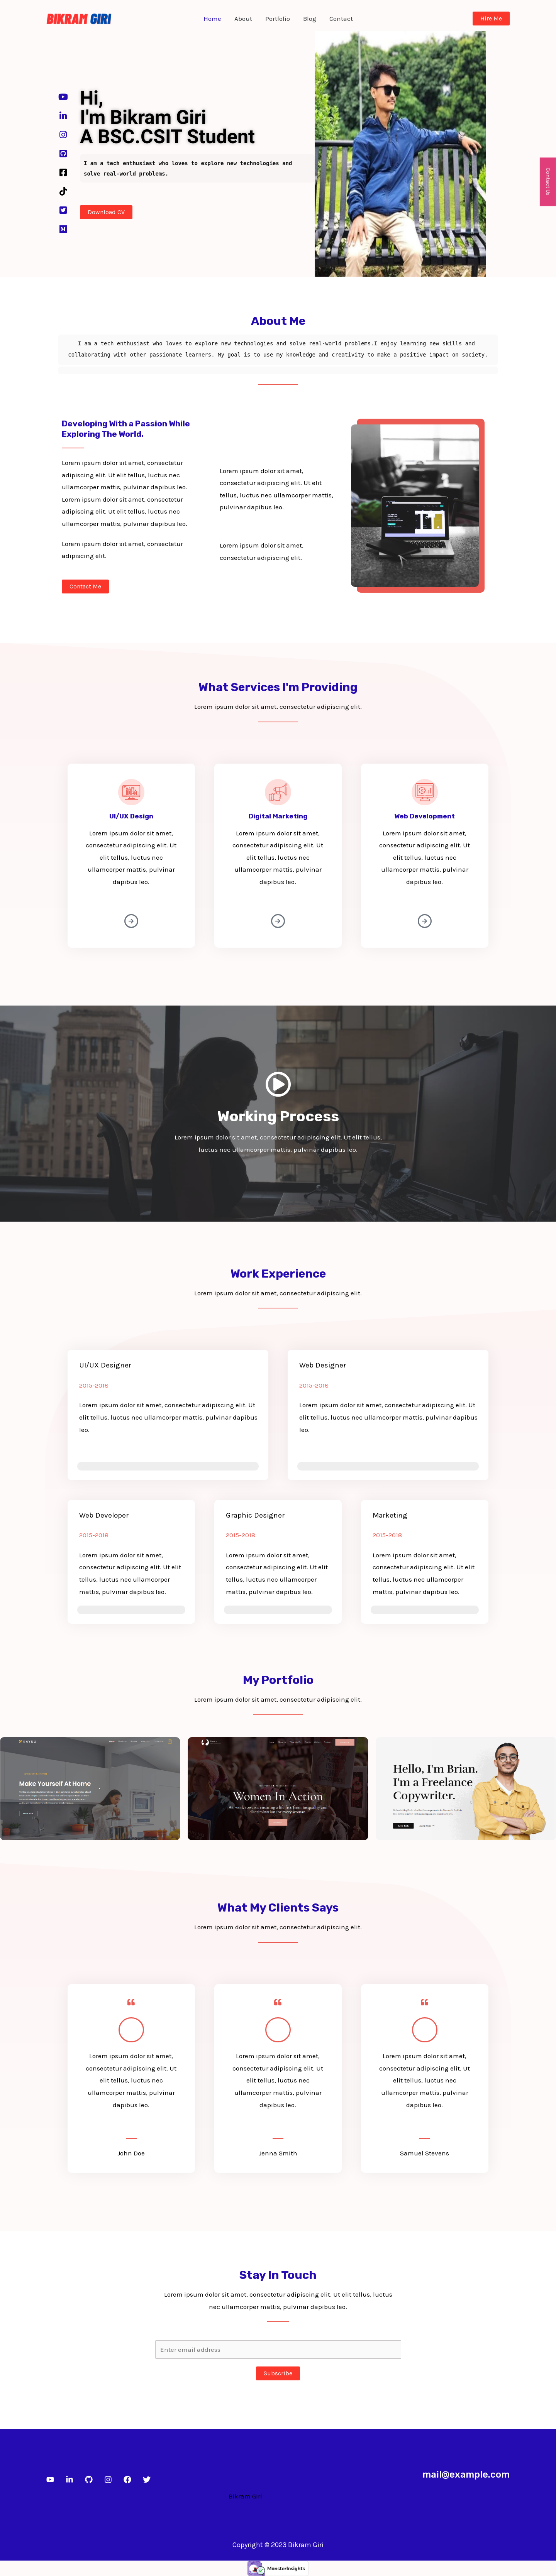 BIKRAM GIRI
Home About Portfolio Blog Contact
Hire Me
Hi,
I'm Bikram Giri
A BSC.CSIT Student
I am a tech enthusiast who loves to explore new technologies and
solve real-world problems.
Download CV
Contact Us
About Me
I am a tech enthusiast who loves to explore new technologies and solve real-world problems.I enjoy learning new skills and
collaborating with other passionate learners. My goal is to use my knowledge and creativity to make a positive impact on society.
Developing With a Passion While
Exploring The World.
Lorem ipsum dolor sit amet, consectetur
adipiscing elit. Ut elit tellus, luctus nec
ullamcorper mattis, pulvinar dapibus leo.
Lorem ipsum dolor sit amet, consectetur
adipiscing elit. Ut elit tellus, luctus nec
ullamcorper mattis, pulvinar dapibus leo.
Lorem ipsum dolor sit amet, consectetur
adipiscing elit.
Contact Me
Lorem ipsum dolor sit amet,
consectetur adipiscing elit. Ut elit
tellus, luctus nec ullamcorper mattis,
pulvinar dapibus leo.
Lorem ipsum dolor sit amet,
consectetur adipiscing elit.
What Services I'm Providing
Lorem ipsum dolor sit amet, consectetur adipiscing elit.
UI/UX Design
Lorem ipsum dolor sit amet,
consectetur adipiscing elit. Ut
elit tellus, luctus nec
ullamcorper mattis, pulvinar
dapibus leo.
Digital Marketing
Lorem ipsum dolor sit amet,
consectetur adipiscing elit. Ut
elit tellus, luctus nec
ullamcorper mattis, pulvinar
dapibus leo.
Web Development
Lorem ipsum dolor sit amet,
consectetur adipiscing elit. Ut
elit tellus, luctus nec
ullamcorper mattis, pulvinar
dapibus leo.
Working Process
Lorem ipsum dolor sit amet, consectetur adipiscing elit. Ut elit tellus,
luctus nec ullamcorper mattis, pulvinar dapibus leo.
Work Experience
Lorem ipsum dolor sit amet, consectetur adipiscing elit.
UI/UX Designer
2015-2018
Lorem ipsum dolor sit amet, consectetur adipiscing elit. Ut
elit tellus, luctus nec ullamcorper mattis, pulvinar dapibus
leo.
Web Designer
2015-2018
Lorem ipsum dolor sit amet, consectetur adipiscing elit. Ut
elit tellus, luctus nec ullamcorper mattis, pulvinar dapibus
leo.
Web Developer
2015-2018
Lorem ipsum dolor sit amet,
consectetur adipiscing elit. Ut elit
tellus, luctus nec ullamcorper
mattis, pulvinar dapibus leo.
Graphic Designer
2015-2018
Lorem ipsum dolor sit amet,
consectetur adipiscing elit. Ut elit
tellus, luctus nec ullamcorper
mattis, pulvinar dapibus leo.
Marketing
2015-2018
Lorem ipsum dolor sit amet,
consectetur adipiscing elit. Ut elit
tellus, luctus nec ullamcorper
mattis, pulvinar dapibus leo.
My Portfolio
Lorem ipsum dolor sit amet, consectetur adipiscing elit.
Make Yourself At Home
Women In Action
Hello, I'm Brian.
I'm a Freelance
Copywriter.
What My Clients Says
Lorem ipsum dolor sit amet, consectetur adipiscing elit.
Lorem ipsum dolor sit amet,
consectetur adipiscing elit. Ut
elit tellus, luctus nec
ullamcorper mattis, pulvinar
dapibus leo.
John Doe
Lorem ipsum dolor sit amet,
consectetur adipiscing elit. Ut
elit tellus, luctus nec
ullamcorper mattis, pulvinar
dapibus leo.
Jenna Smith
Lorem ipsum dolor sit amet,
consectetur adipiscing elit. Ut
elit tellus, luctus nec
ullamcorper mattis, pulvinar
dapibus leo.
Samuel Stevens
Stay In Touch
Lorem ipsum dolor sit amet, consectetur adipiscing elit. Ut elit tellus, luctus
nec ullamcorper mattis, pulvinar dapibus leo.
Enter email address
Subscribe
mail@example.com
Bikram Giri
Copyright © 2023 Bikram Giri
MonsterInsights